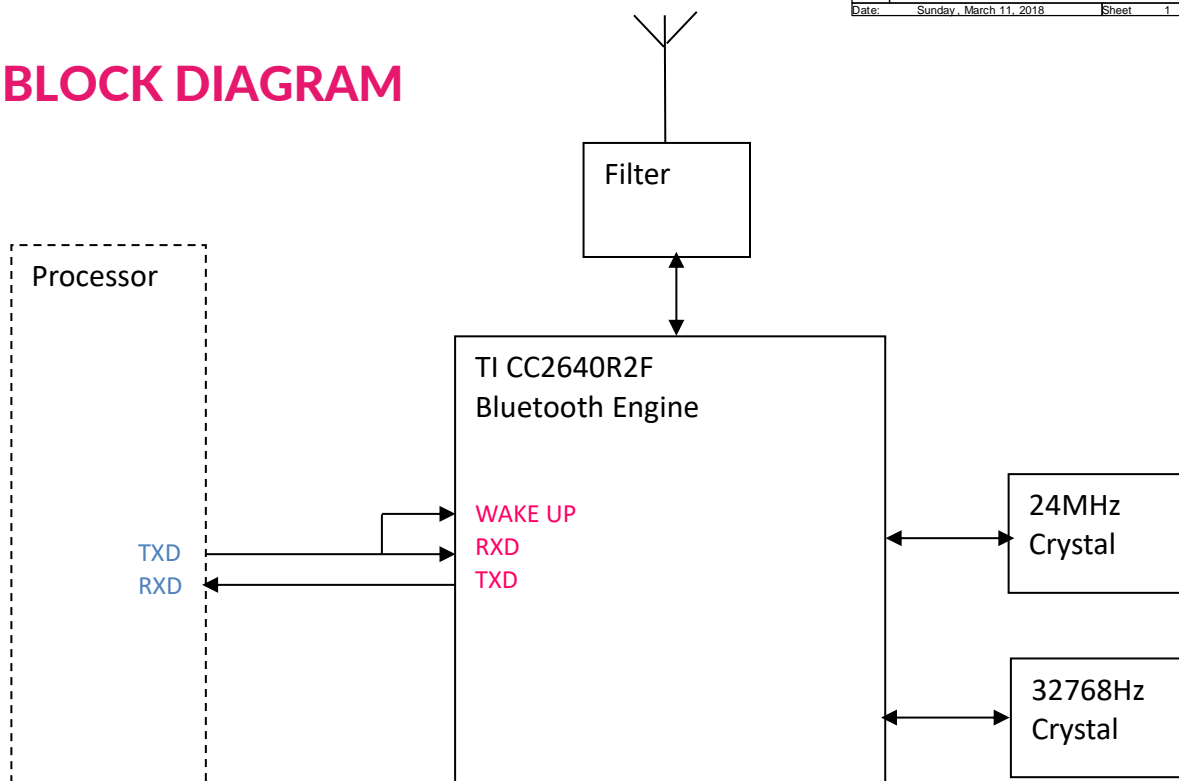 Date: Sunday, March 11, 2018 Sheet 1
BLOCK DIAGRAM
Filter
Processor
TI CC2640R2F
Bluetooth Engine
WAKE UP
RXD
TXD
TXD
RXD
24MHz
Crystal
32768Hz
Crystal